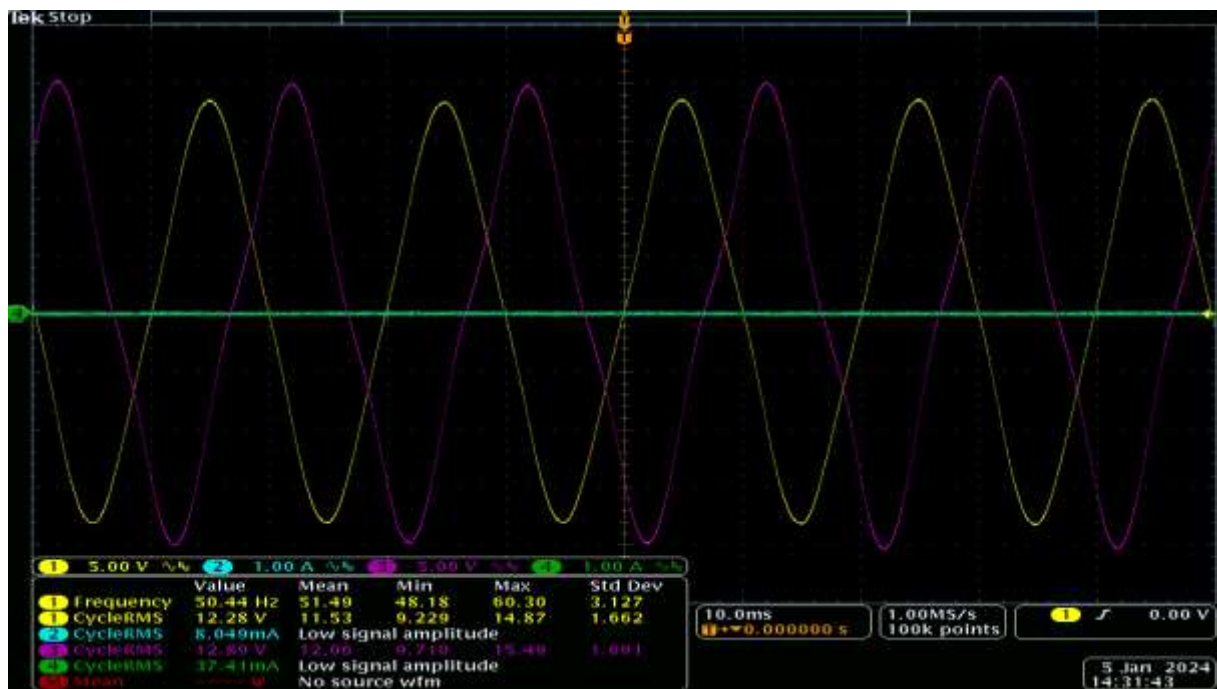 Tek Stop
T
T
4
1 5.00 V 2 1.00 A 3 5.00 V 4 1.00 A
Value Mean Min Max Std Dev
1 Frequency 50.44 Hz 51.49 48.18 60.30 3.127
1 CycleRMS 12.28 V 11.53 9.229 14.87 1.662
2 CycleRMS 8.049mA Low signal amplitude
3 CycleRMS 12.89 V 12.06 9.710
4 CycleRMS 37.41mA Low signal amplitude
Mean V No source wfm
10.0ms
T 0.000000 s
1.00MS/s
100k points
1 0.00 V
5 Jan 2024
14:31:43